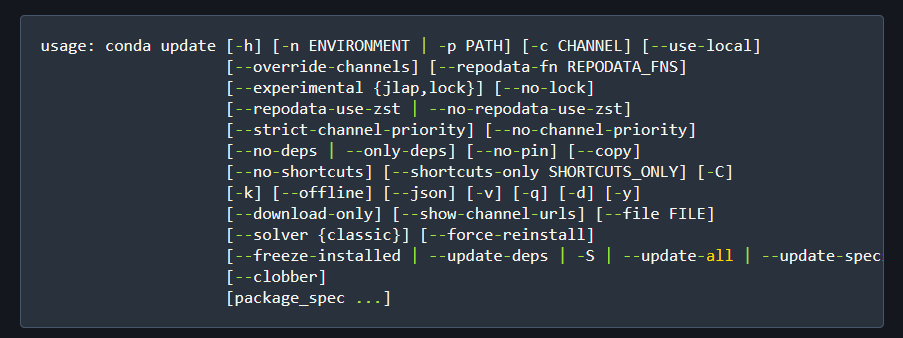 usage: conda update [-h] [-n ENVIRONMENT | -p PATH] [-c CHANNEL] [--use-local]
[--override-channels] [--repodata-fn REPODATA_FNS]
[--experimental {jlap,lock}] [--no-lock]
[--repodata-use-zst | --no-repodata-use-zst]
[--strict-channel-priority] [--no-channel-priority]
[--no-deps | --only-deps] [--no-pin] [--copy]
[--no-shortcuts] [--shortcuts-only SHORTCUTS_ONLY] [-C]
[-k] [--offline] [--json] [-v] [-q] [-d] [-y]
[--download-only] [--show-channel-urls] [--file FILE]
[--solver {classic}] [--force-reinstall]
[--freeze-installed | --update-deps | -S | --update-all | --update-spec
[--clobber]
[package_spec ...]